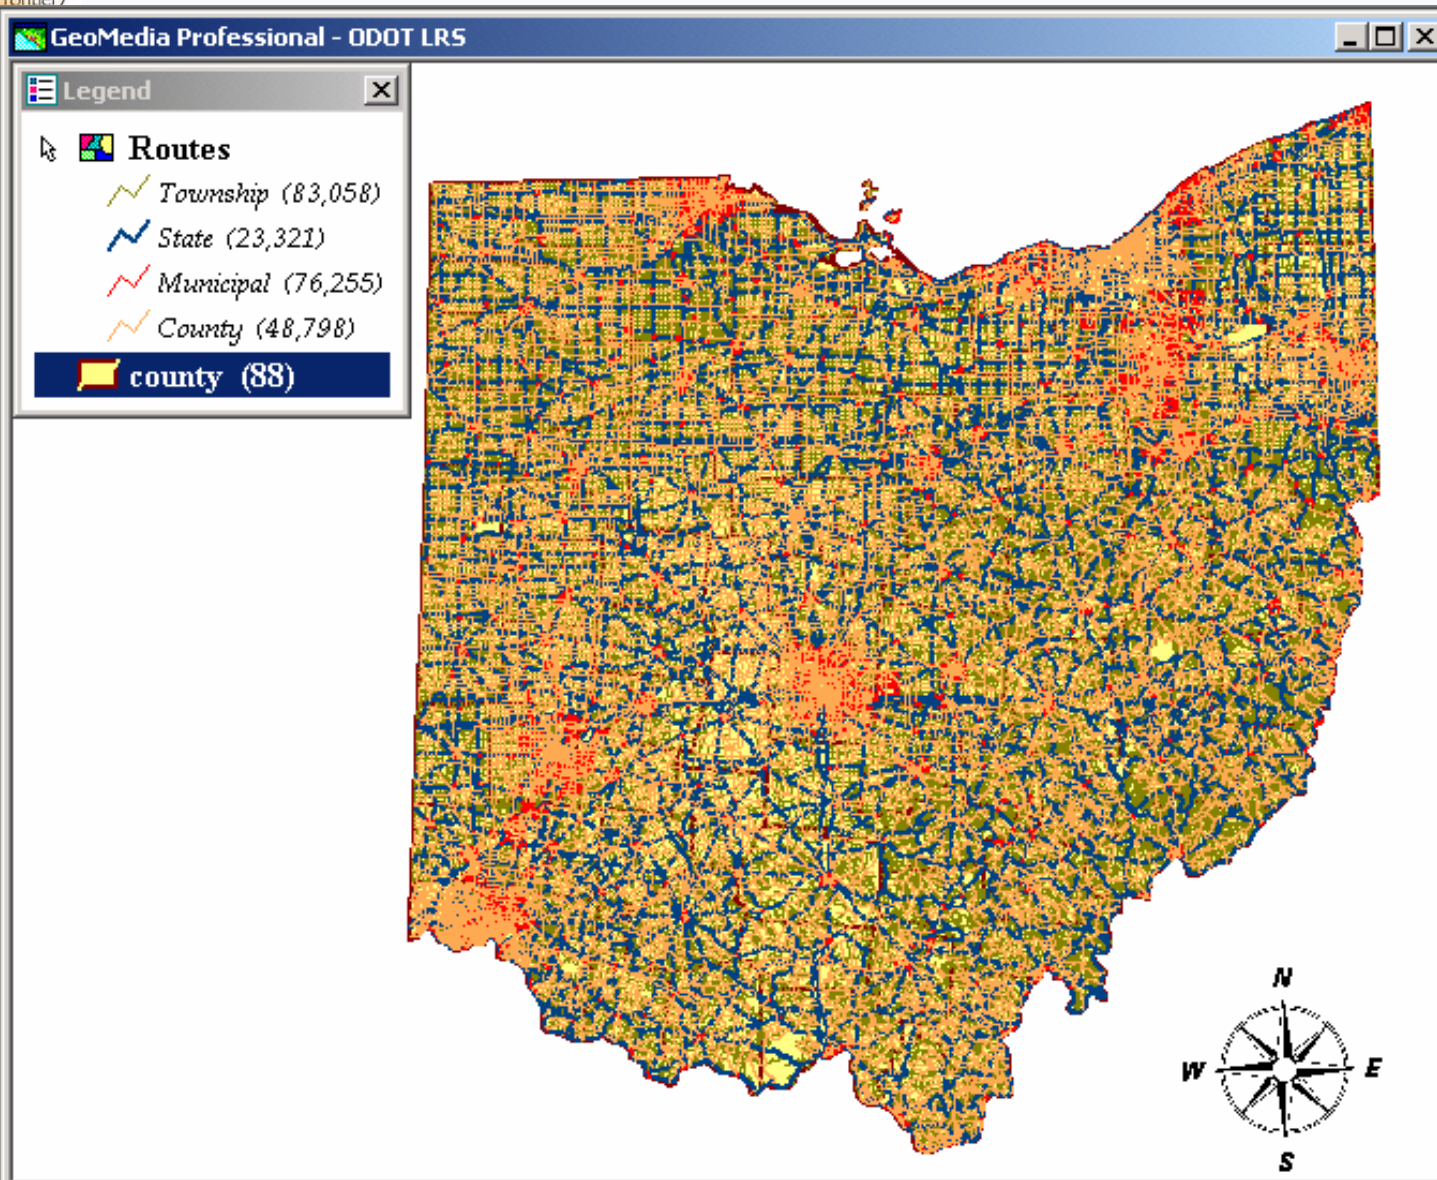 GeoMedia Professional - ODOT LRS
Legend
Routes
Township (83,058)
State (23,321)
Municipal (76,255)
County (48,798)
county (88)
N
W
E
S